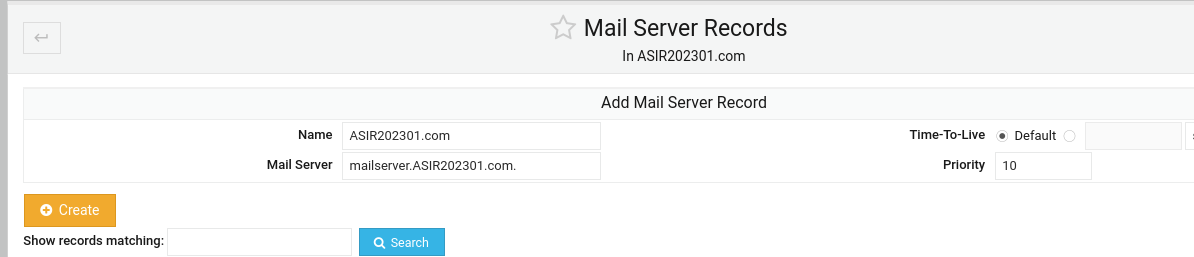 Mail Server Records
In ASIR202301.com
Add Mail Server Record
Name ASIR202301.com Time-To-Live Default
Mail Server mailserver.ASIR202301.com. Priority 10
Create
Show records matching: Search